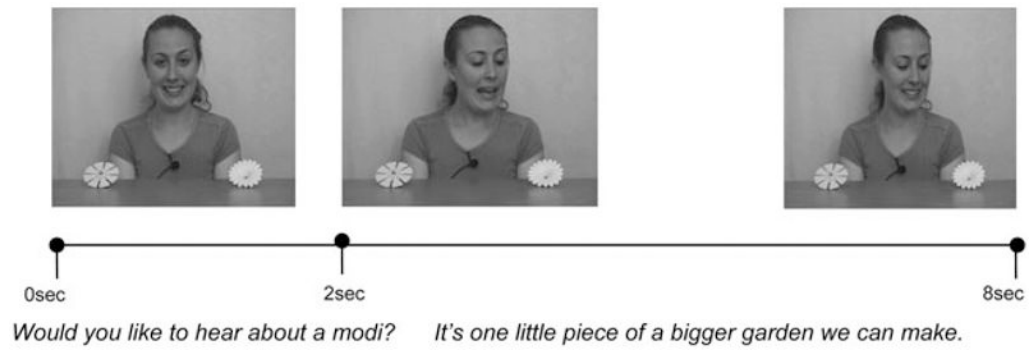 0sec
2sec
8sec
Would you like to hear about a modi?
It's one little piece of a bigger garden we can make.